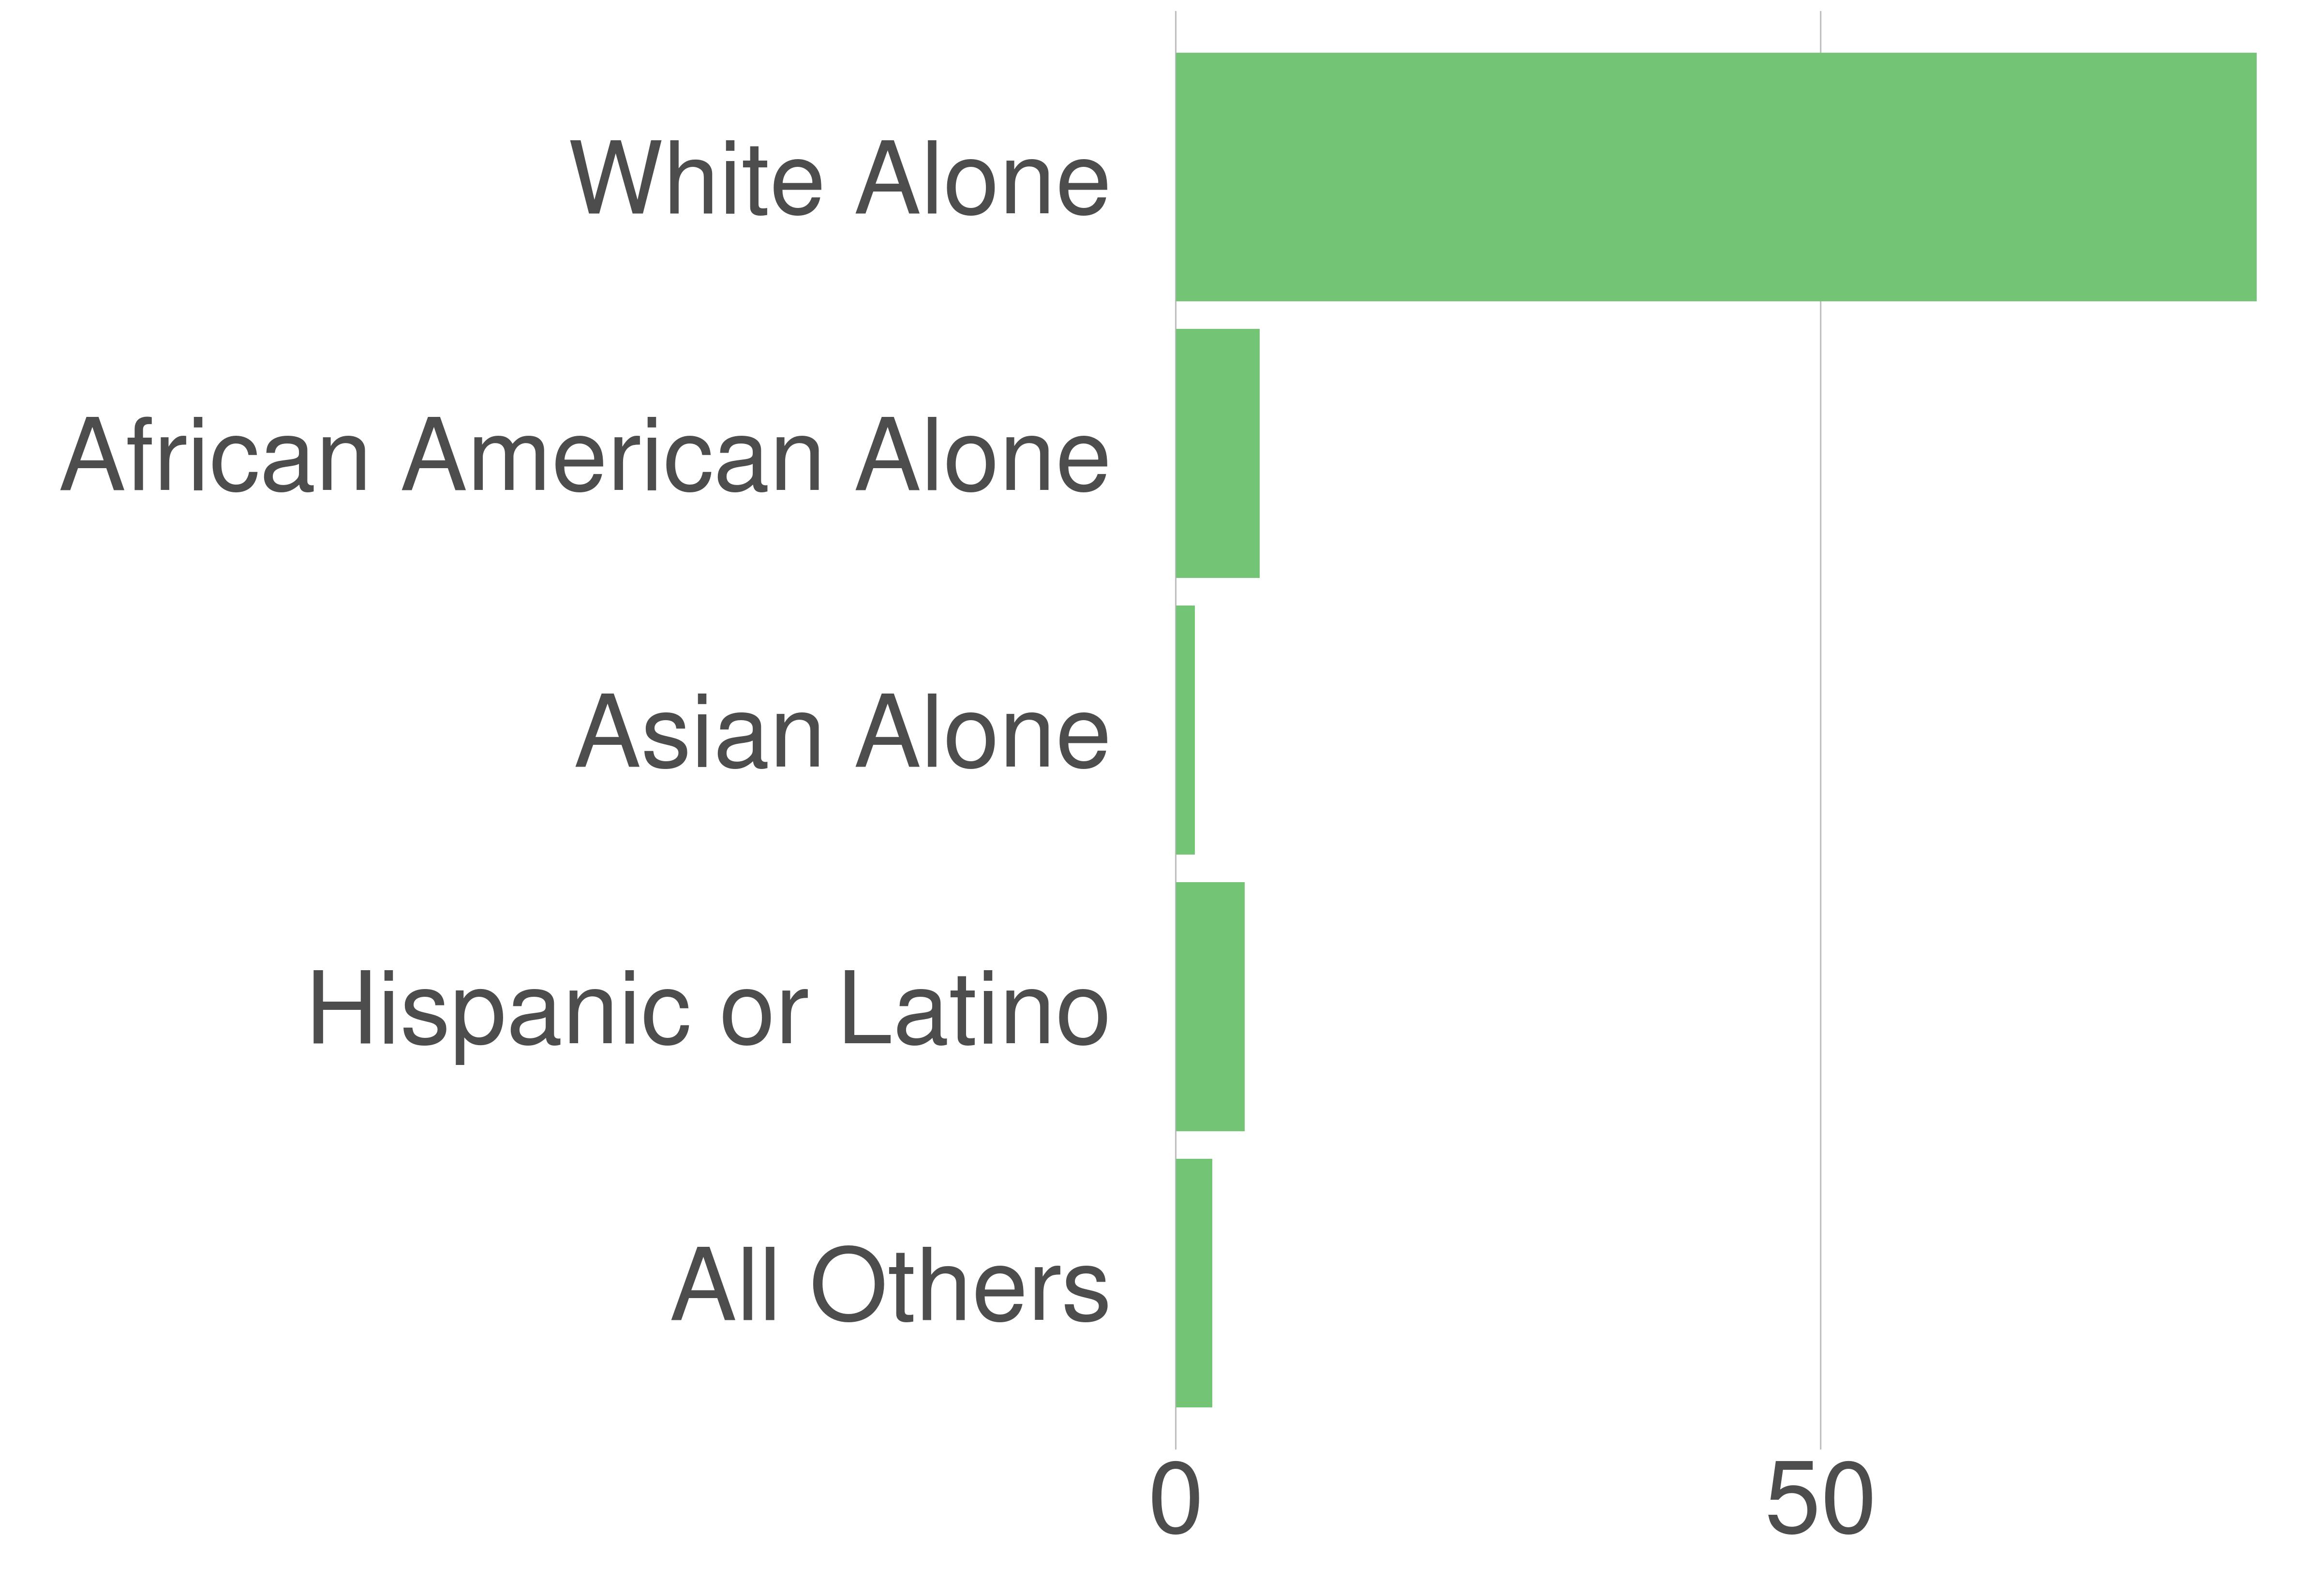 White Alone
African American Alone
Asian Alone
Hispanic or Latino
All Others
0 50